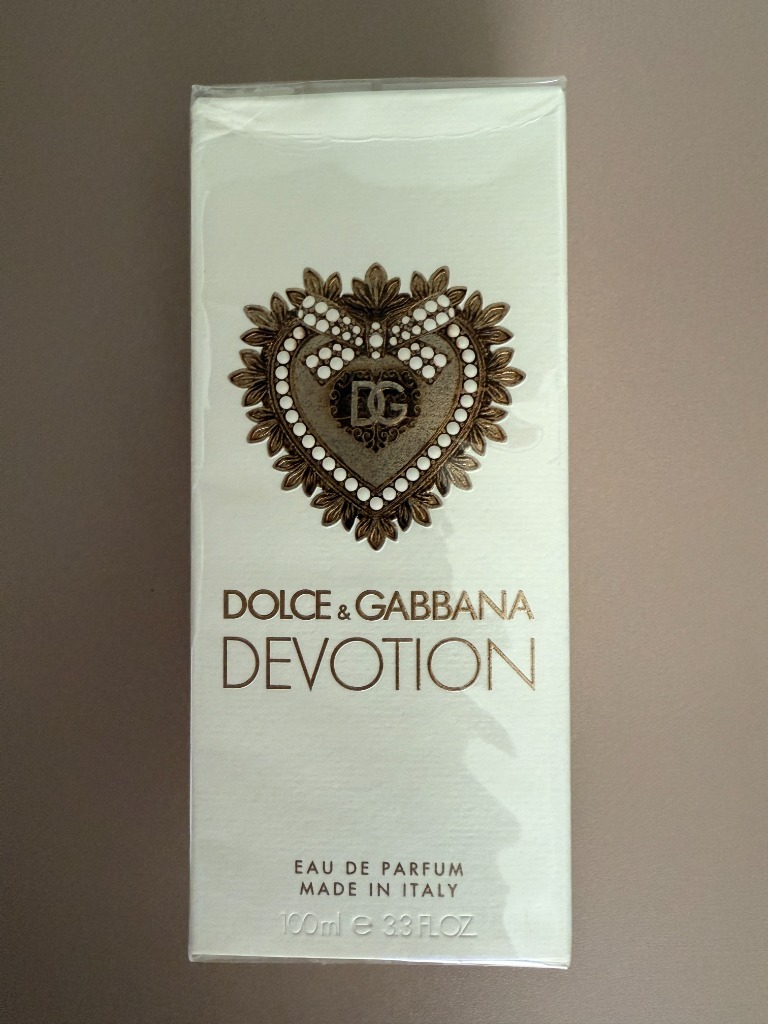 DG
DOLCE & GABBANA
DEVOTION
EAU DE PARFUM
MADE IN ITALY
100ml e 3.3 FL.OZ.